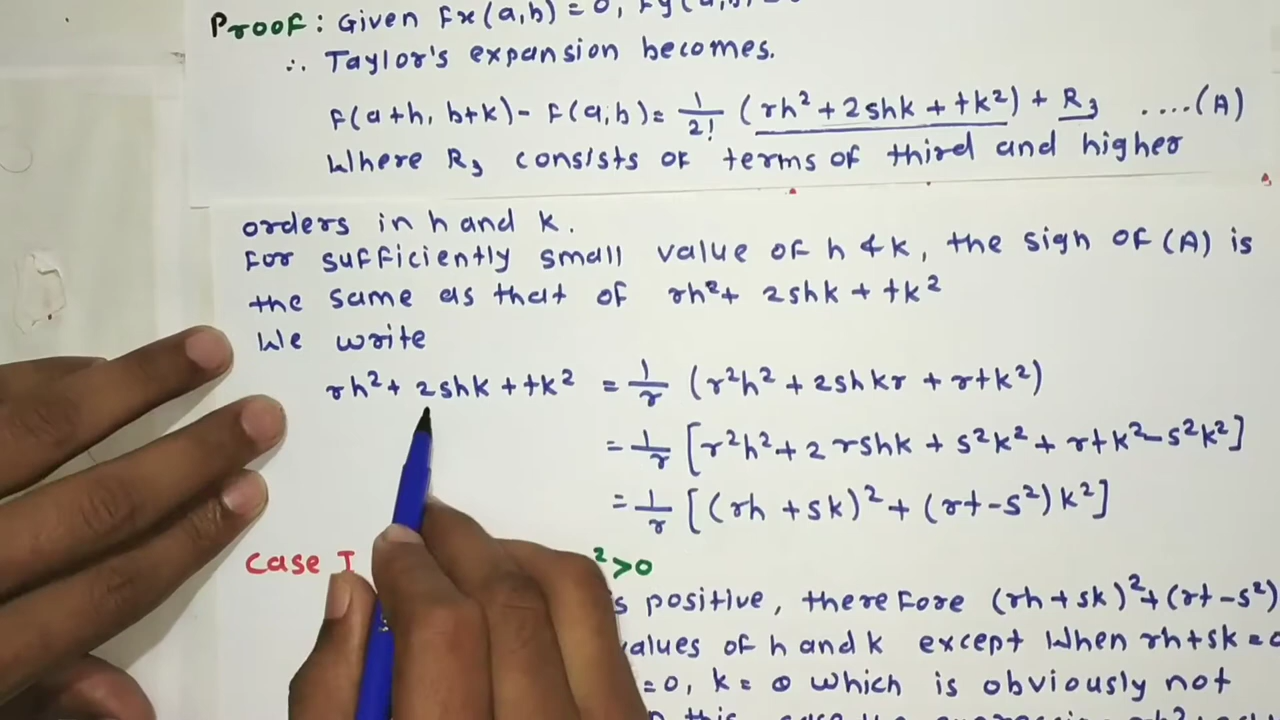 Proof: Given Fx(a,b)=0,
∴ Taylor's expansion becomes.
F(a+h, b+k) - F(a,b) = 1/2! (rh² + 2shk + tk²) + R₃ ....(A)
Where R₃ consists of terms of third and higher
orders in h and k.
For sufficiently small value of h & k, the sign of (A) is
the same as that of rh² + 2shk + tk²
We write
rh² + 2shk + tk² = 1/r (r²h² + 2shkr + rtk²)
= 1/r [r²h² + 2rshk + s²k² + rtk² - s²k²]
= 1/r [(rh + sk)² + (rt - s²)k²]
Case I ²>0
is positive, therefore (rh + sk)² + (rt - s²)
values of h and k except when rh + sk =
=0, k = 0 which is obviously not
this case